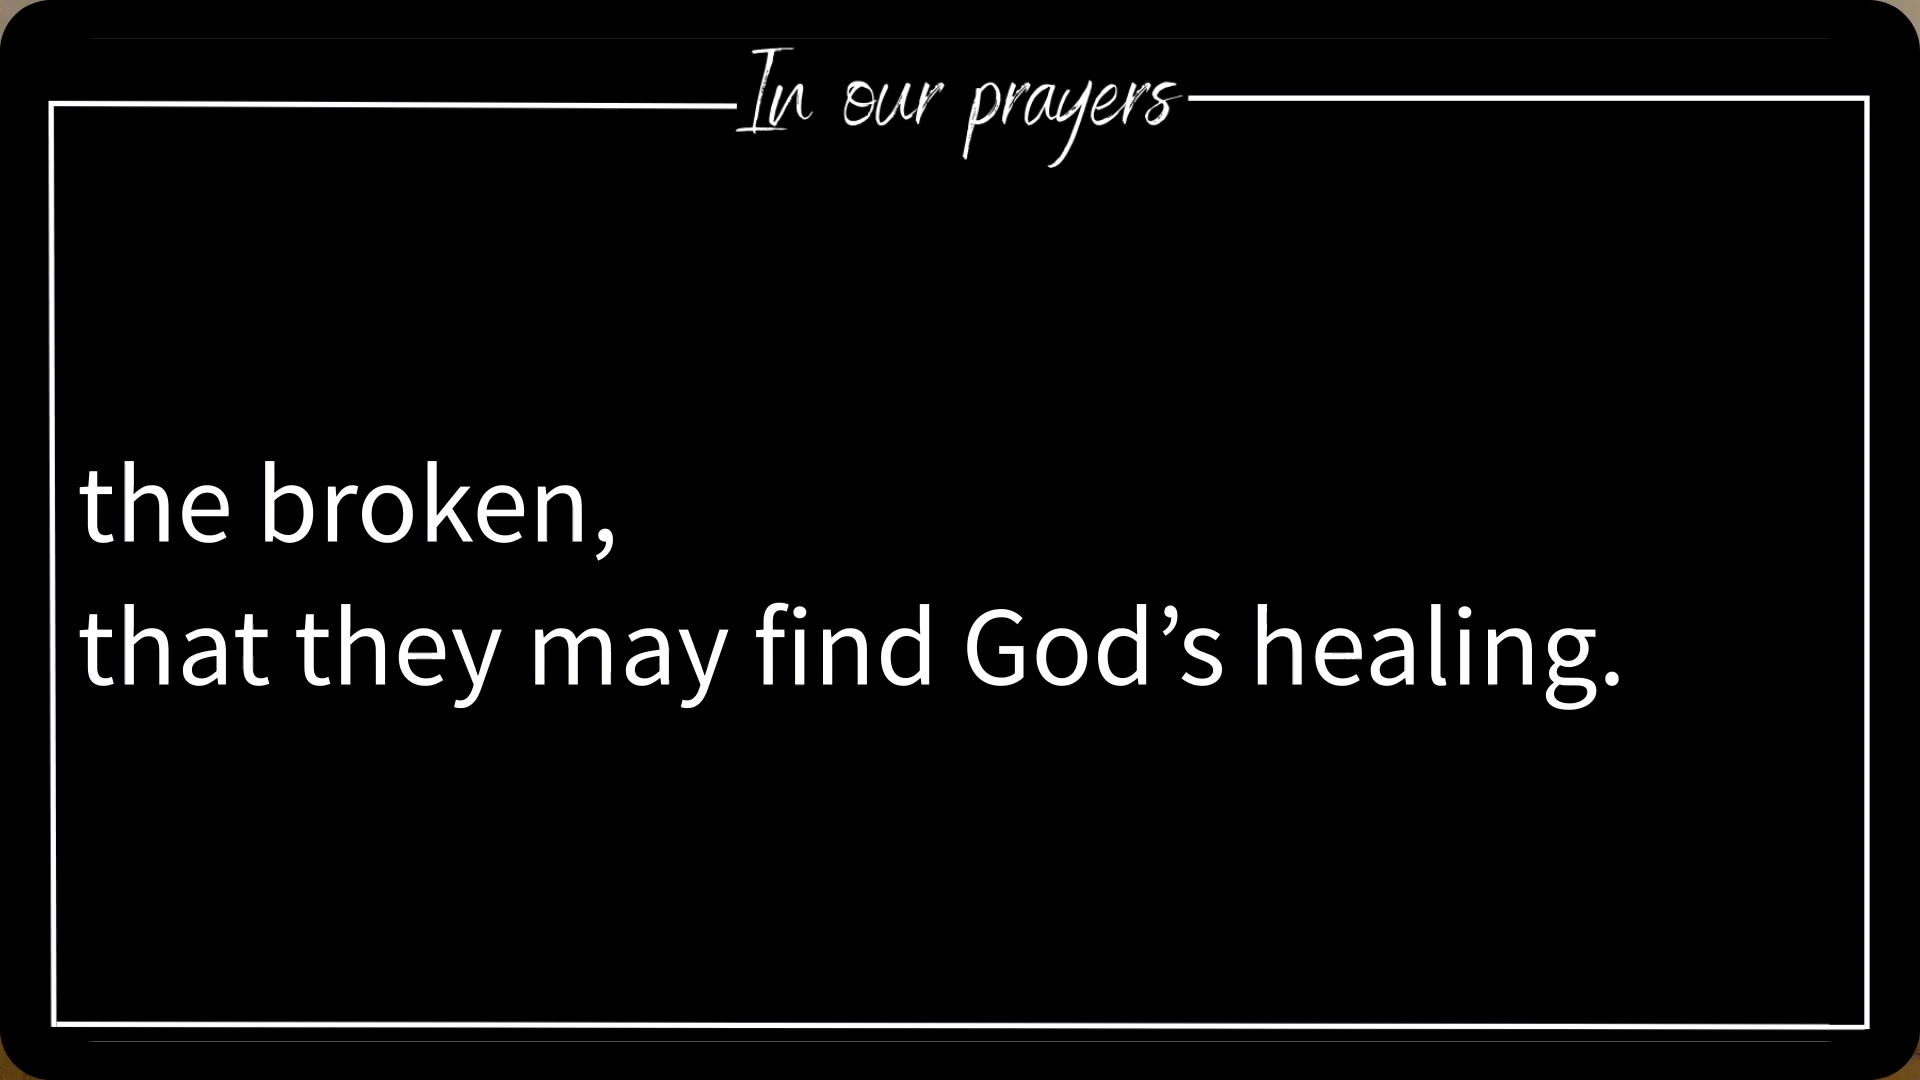 In our prayers
the broken,
that they may find God’s healing.